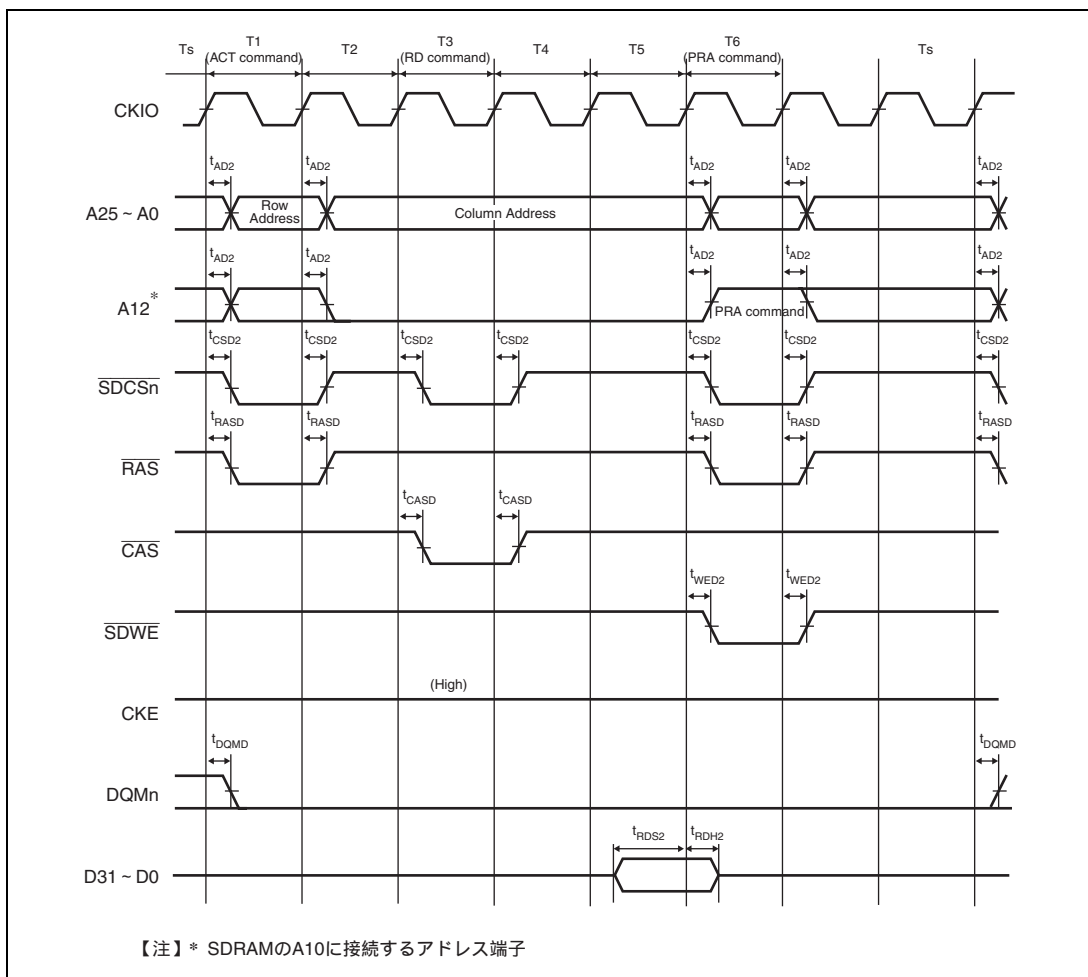 Ts T1 T2 T3 T4 T5 T6 Ts
(ACT command) (RD command) (PRA command)
CKIO
tAD2 tAD2 tAD2 tAD2 tAD2
A25 ~ A0 Row Address Column Address
tAD2 tAD2 tAD2 tAD2 tAD2
A12* PRA command
tCSD2 tCSD2 tCSD2 tCSD2 tCSD2 tCSD2 tCSD2
SDCSn
tRASD tRASD tRASD tRASD tRASD
RAS
tCASD tCASD
CAS
tWED2 tWED2
SDWE
(High)
CKE
tDQMD tDQMD
DQMn
tRDS2 tRDH2
D31 ~ D0
【注】* SDRAMのA10に接続するアドレス端子